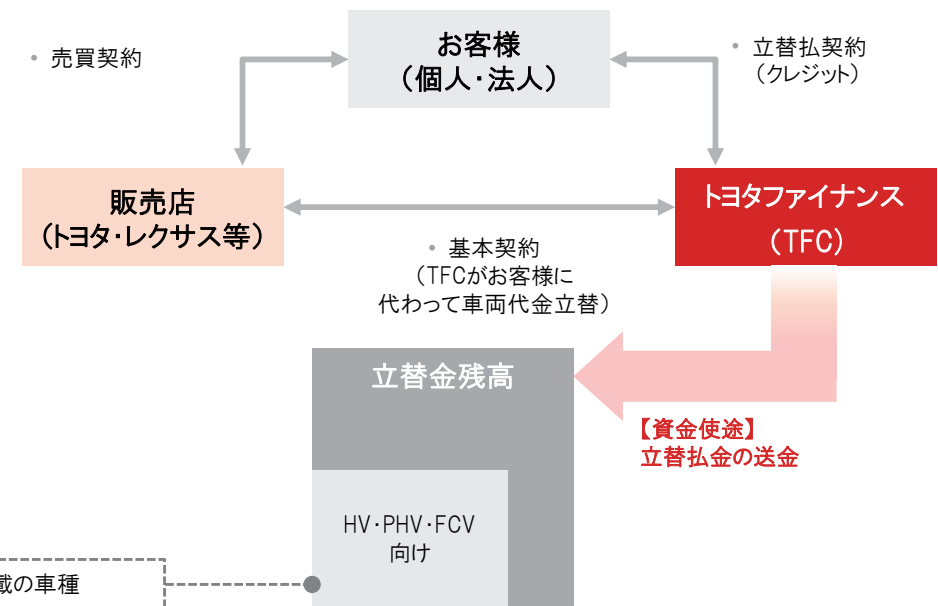 お客様
（個人・法人）
・ 売買契約
・ 立替払契約
（クレジット）
販売店
（トヨタ・レクサス等）
トヨタファイナンス
（TFC）
・ 基本契約
（TFCがお客様に
代わって車両代金立替）
立替金残高
【資金使途】
立替払金の送金
HV・PHV・FCV
向け
載の車種